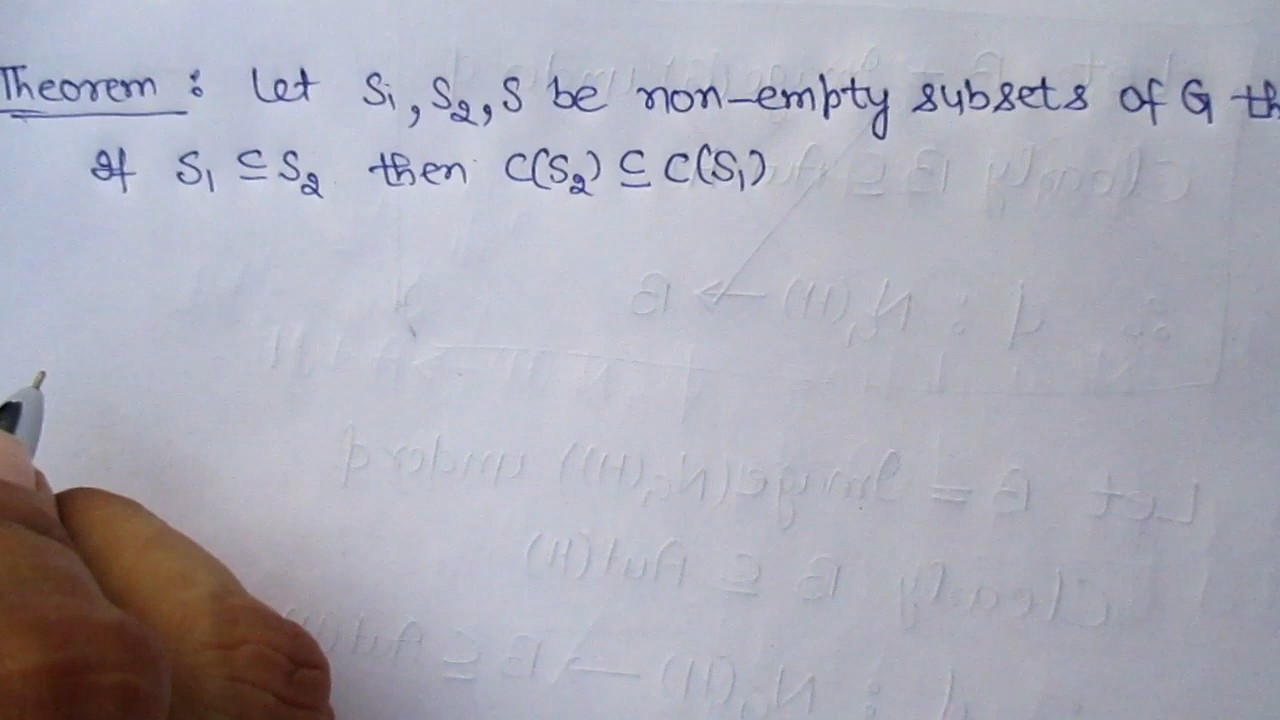 Theorem : Let S₁, S₂, S be non-empty subsets of G
If S₁ ⊆ S₂ then C(S₂) ⊆ C(S₁)